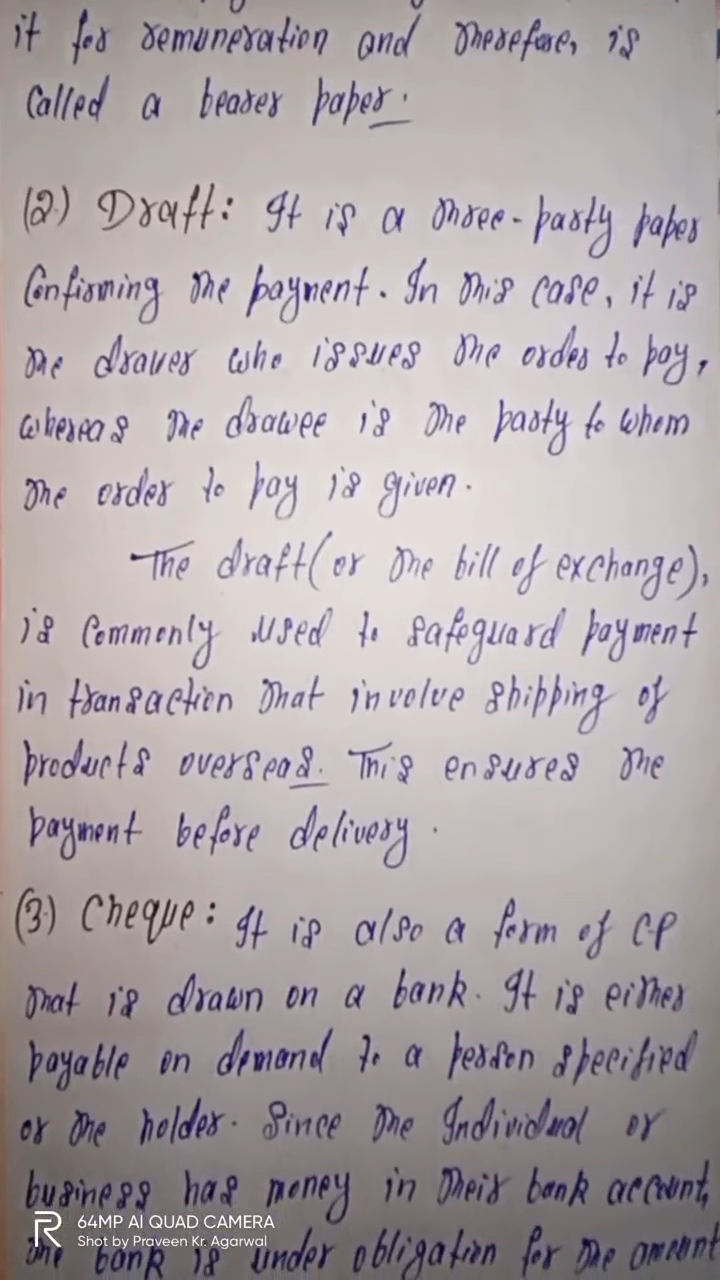 it for remuneration and therefore, is
called a bearer paper.
(2.) Draft: It is a three-party paper
Confirming the payment. In this case, it is
the drawer who issues the order to pay,
whereas the drawee is the party to whom
the order to pay is given.
The draft (or the bill of exchange),
is commonly used to safeguard payment
in transaction that involve shipping of
products overseas. This ensures the
payment before delivery.
(3.) Cheque: It is also a form of CP
that is drawn on a bank. It is either
payable on demand to a person specified
or the holder. Since the Individual or
business has money in their bank account,
the bank is under obligation for the amount
64MP AI QUAD CAMERA
Shot by Praveen Kr. Agarwal